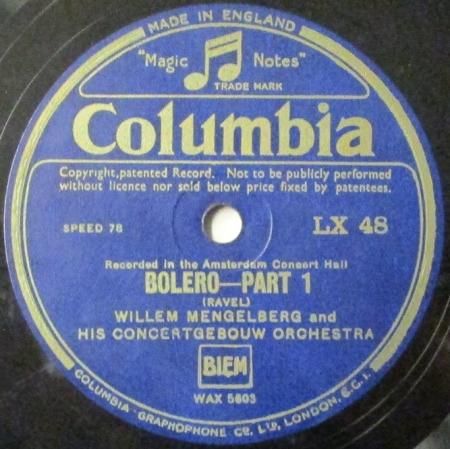 MADE IN ENGLAND
"Magic Notes"
TRADE MARK
Columbia
Copyright,patented Record. Not to be publicly performed
without licence nor sold below price fixed by patentees.
SPEED 78
LX 48
Recorded in the Amsterdam Concert Hall
BOLERO—PART 1
(RAVEL)
WILLEM MENGELBERG and
HIS CONCERTGEBOUW ORCHESTRA
BIEM
WAX 5603
COLUMBIA GRAPHOPHONE Co. Ltd, LONDON, E.C.1.